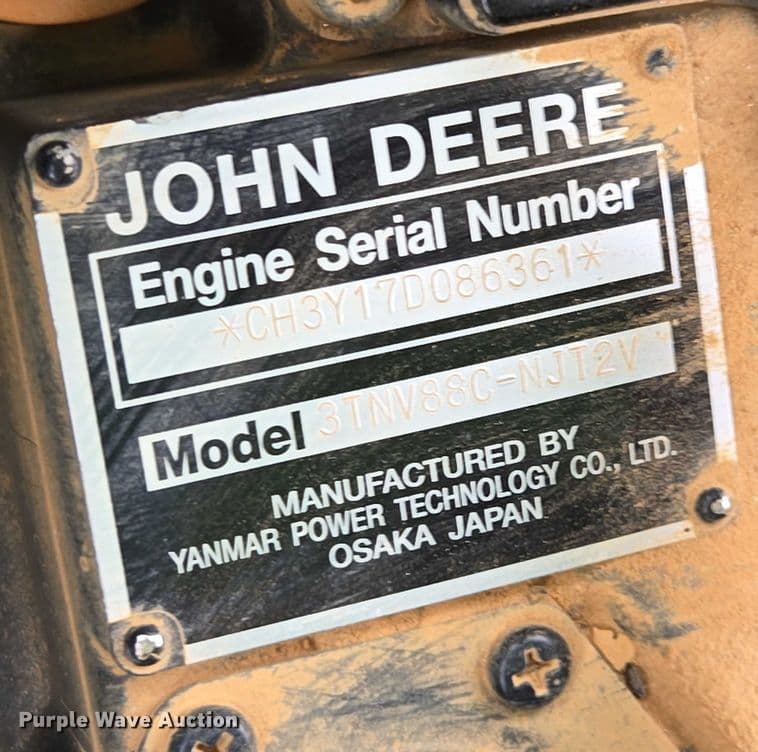 JOHN DEERE
Engine Serial Number
*CH3Y17D086361*
Model 3TNV88C-NJT2V
MANUFACTURED BY
YANMAR POWER TECHNOLOGY CO., LTD.
OSAKA JAPAN
Purple Wave Auction